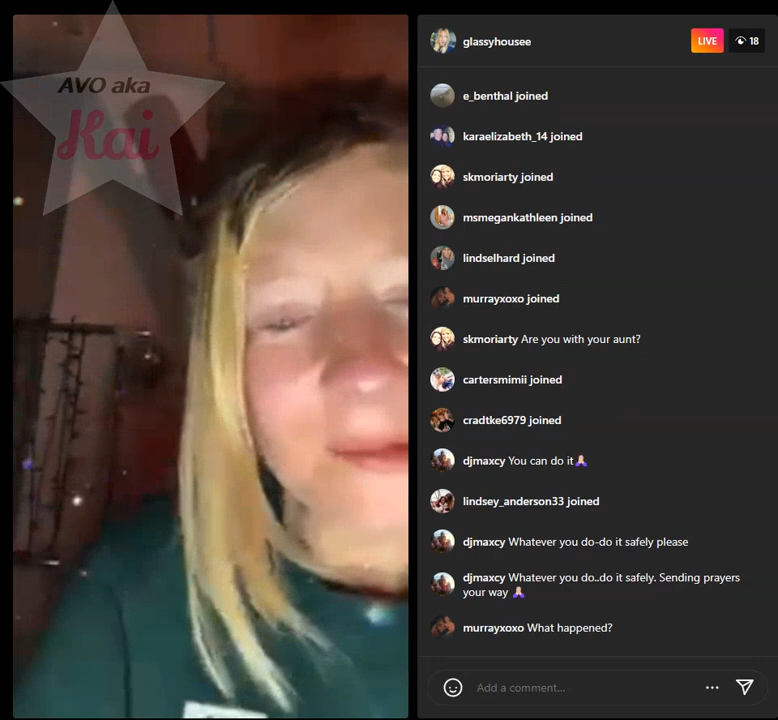 AVO aka
Kai
glassyhousee
LIVE
18
e_benthal joined
karaelizabeth_14 joined
skmoriarty joined
msmegankathleen joined
lindselhard joined
murrayxoxo joined
skmoriarty Are you with your aunt?
cartersmimii joined
cradtke6979 joined
djmaxcy You can do it🙏🏻
lindsey_anderson33 joined
djmaxcy Whatever you do-do it safely please
djmaxcy Whatever you do..do it safely. Sending prayers
your way 🙏🏻
murrayxoxo What happened?
Add a comment...